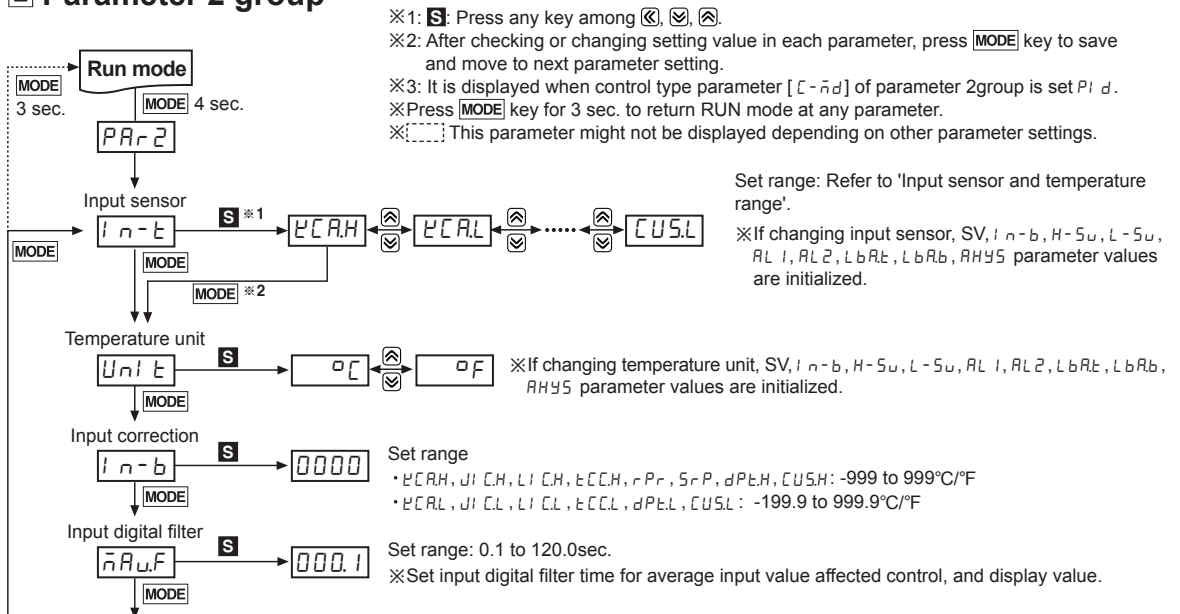 Parameter 2 group
※1: S: Press any key among «, ︾, ︽.
※2: After checking or changing setting value in each parameter, press MODE key to save
and move to next parameter setting.
※3: It is displayed when control type parameter [C-md] of parameter 2group is set PId.
※Press MODE key for 3 sec. to return RUN mode at any parameter.
※[ ] This parameter might not be displayed depending on other parameter settings.
Run mode
MODE
3 sec.
MODE 4 sec.
PAr2
Input sensor
In-t
S ※1
KCA.H
KCA.L
•••••
CUS.L
Set range: Refer to 'Input sensor and temperature
range'.
※If changing input sensor, SV, In-b, H-Su, L-Su,
AL1, AL2, LbA.t, LbA.b, AHYS parameter values
are initialized.
MODE
MODE
MODE ※2
Temperature unit
UnIt
S
°C
°F
※If changing temperature unit, SV, In-b, H-Su, L-Su, AL1, AL2, LbA.t, LbA.b,
AHYS parameter values are initialized.
MODE
Input correction
In-b
S
0000
Set range
•KCA.H, JIC.H, LIC.H, tCC.H, rPr, SrP, dPt.H, CUS.H: -999 to 999°C/°F
•KCA.L, JIC.L, LIC.L, tCC.L, dPt.L, CUS.L: -199.9 to 999.9°C/°F
MODE
Input digital filter
mAu.F
S
000.1
Set range: 0.1 to 120.0sec.
※Set input digital filter time for average input value affected control, and display value.
MODE